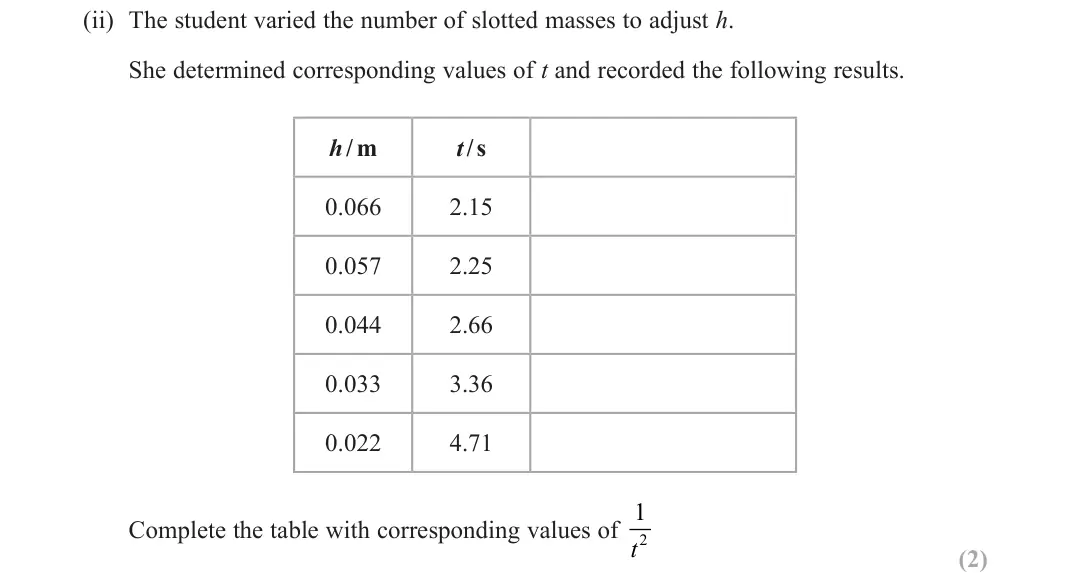 (ii) The student varied the number of slotted masses to adjust h.
She determined corresponding values of t and recorded the following results.
h/m t/s
0.066 2.15
0.057 2.25
0.044 2.66
0.033 3.36
0.022 4.71
Complete the table with corresponding values of 1/t²
(2)